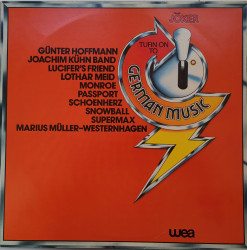 JOKER
TURN ON
TO
GERMAN MUSIC
GÜNTER HOFFMANN
JOACHIM KÜHN BAND
LUCIFER'S FRIEND
LOTHAR MEID
MONROE
PASSPORT
SCHOENHERZ
SNOWBALL
SUPERMAX
MARIUS MÜLLER-WESTERNHAGEN
wea